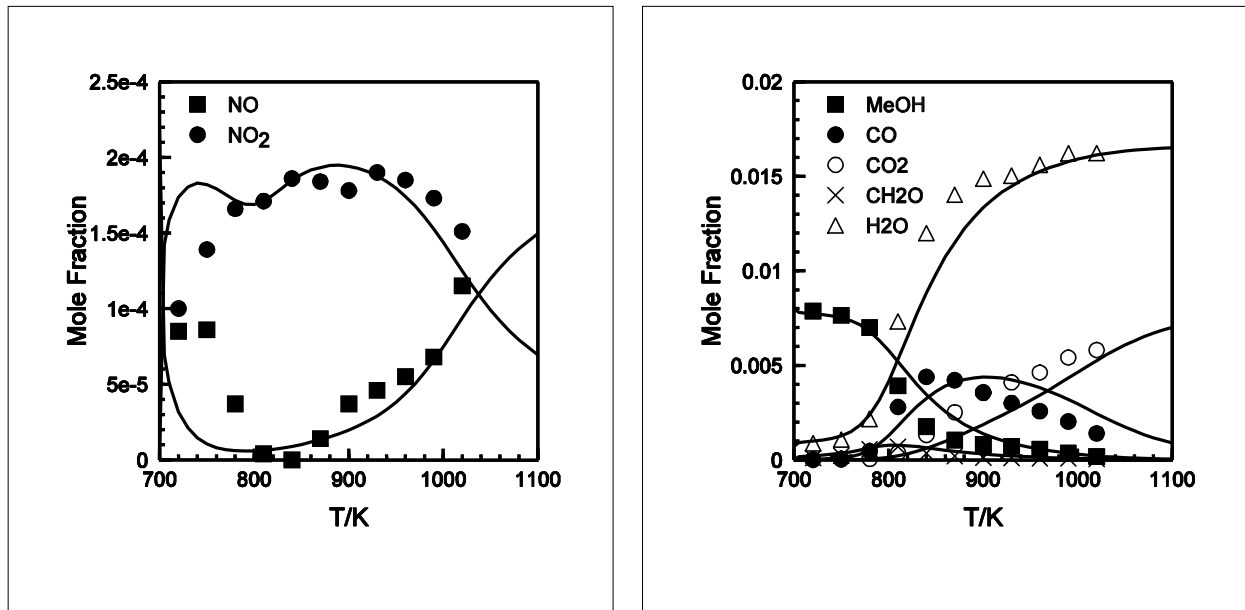 2.5e-4
NO
NO2
2e-4
1.5e-4
1e-4
5e-5
0
700 800 900 1000 1100
T/K
Mole Fraction
0.02
MeOH
CO
CO2
CH2O
H2O
0.015
0.01
0.005
0
700 800 900 1000 1100
T/K
Mole Fraction